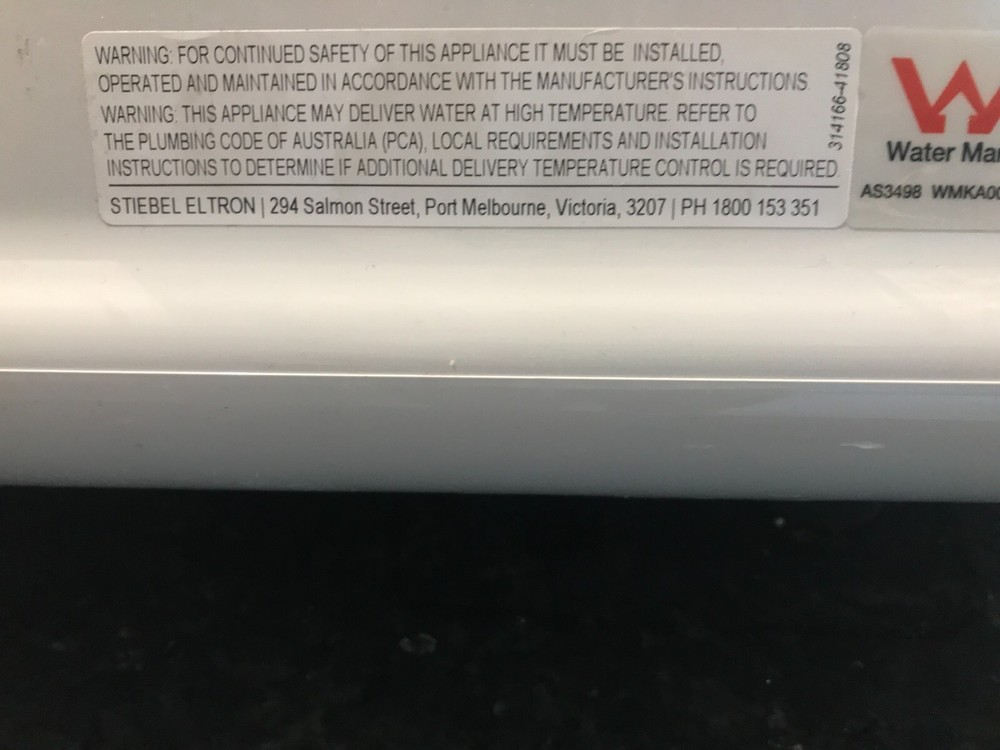 WARNING: FOR CONTINUED SAFETY OF THIS APPLIANCE IT MUST BE INSTALLED,
OPERATED AND MAINTAINED IN ACCORDANCE WITH THE MANUFACTURER'S INSTRUCTIONS.
WARNING: THIS APPLIANCE MAY DELIVER WATER AT HIGH TEMPERATURE. REFER TO
THE PLUMBING CODE OF AUSTRALIA (PCA), LOCAL REQUIREMENTS AND INSTALLATION
INSTRUCTIONS TO DETERMINE IF ADDITIONAL DELIVERY TEMPERATURE CONTROL IS REQUIRED.
STIEBEL ELTRON | 294 Salmon Street, Port Melbourne, Victoria, 3207 | PH 1800 153 351
314166-41808
Water
AS3498